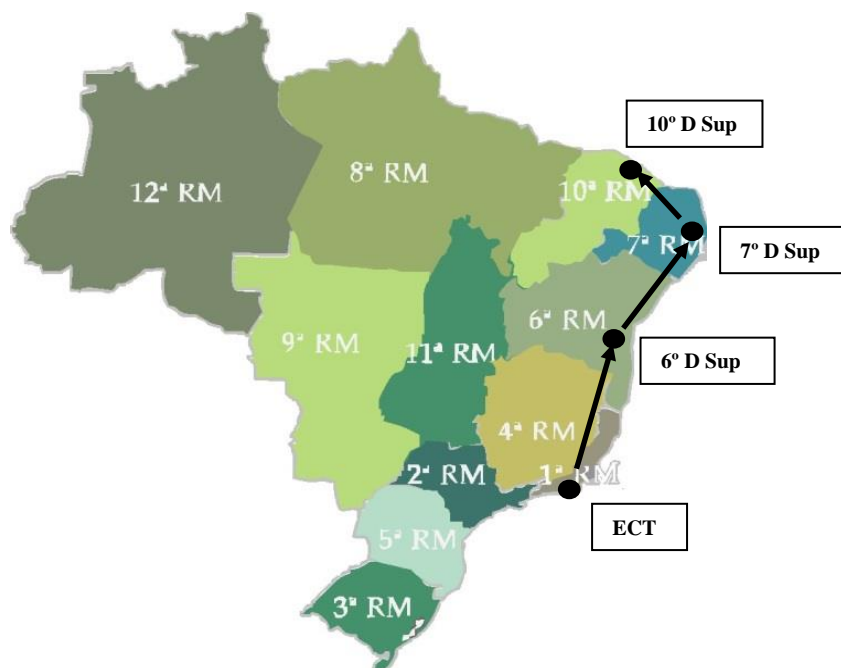 10º D Sup
8ª RM
12ª RM
10ª RM
7ª RM
7º D Sup
6ª RM
9ª RM
11ª RM
6º D Sup
4ª RM
2ª RM
1ª RM
ECT
5ª RM
3ª RM